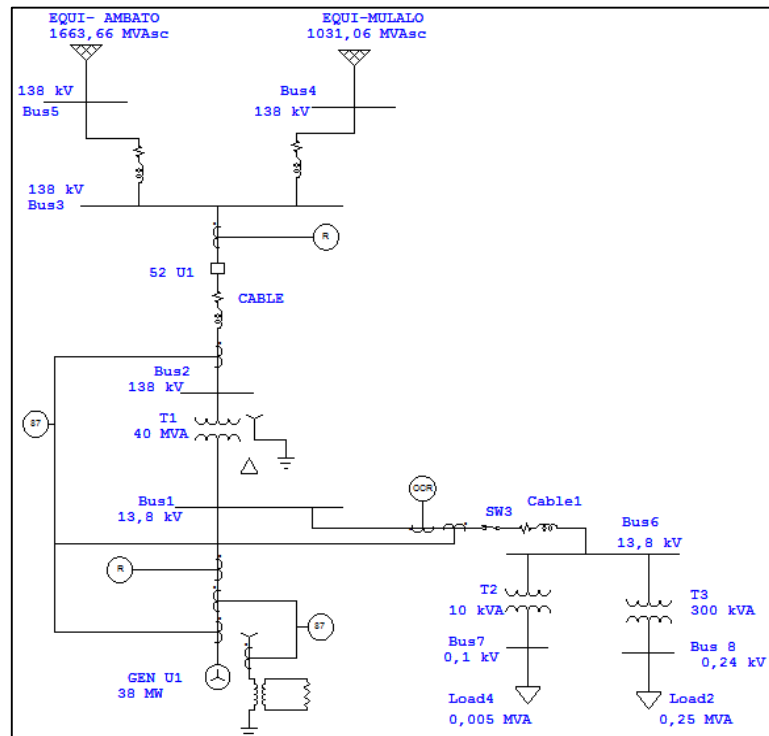 EQUI- AMBATO
1663,66 MVAsc
EQUI-MULALO
1031,06 MVAsc
138 kV
Bus5
Bus4
138 kV
138 kV
Bus3
R
52 U1
CABLE
Bus2
138 kV
87
T1
40 MVA
OCR
Bus1
13,8 kV
SW3
Cable1
Bus6
13,8 kV
R
T2
10 kVA
T3
300 kVA
87
Bus7
0,1 kV
Bus 8
0,24 kV
GEN U1
38 MW
Load4
0,005 MVA
Load2
0,25 MVA